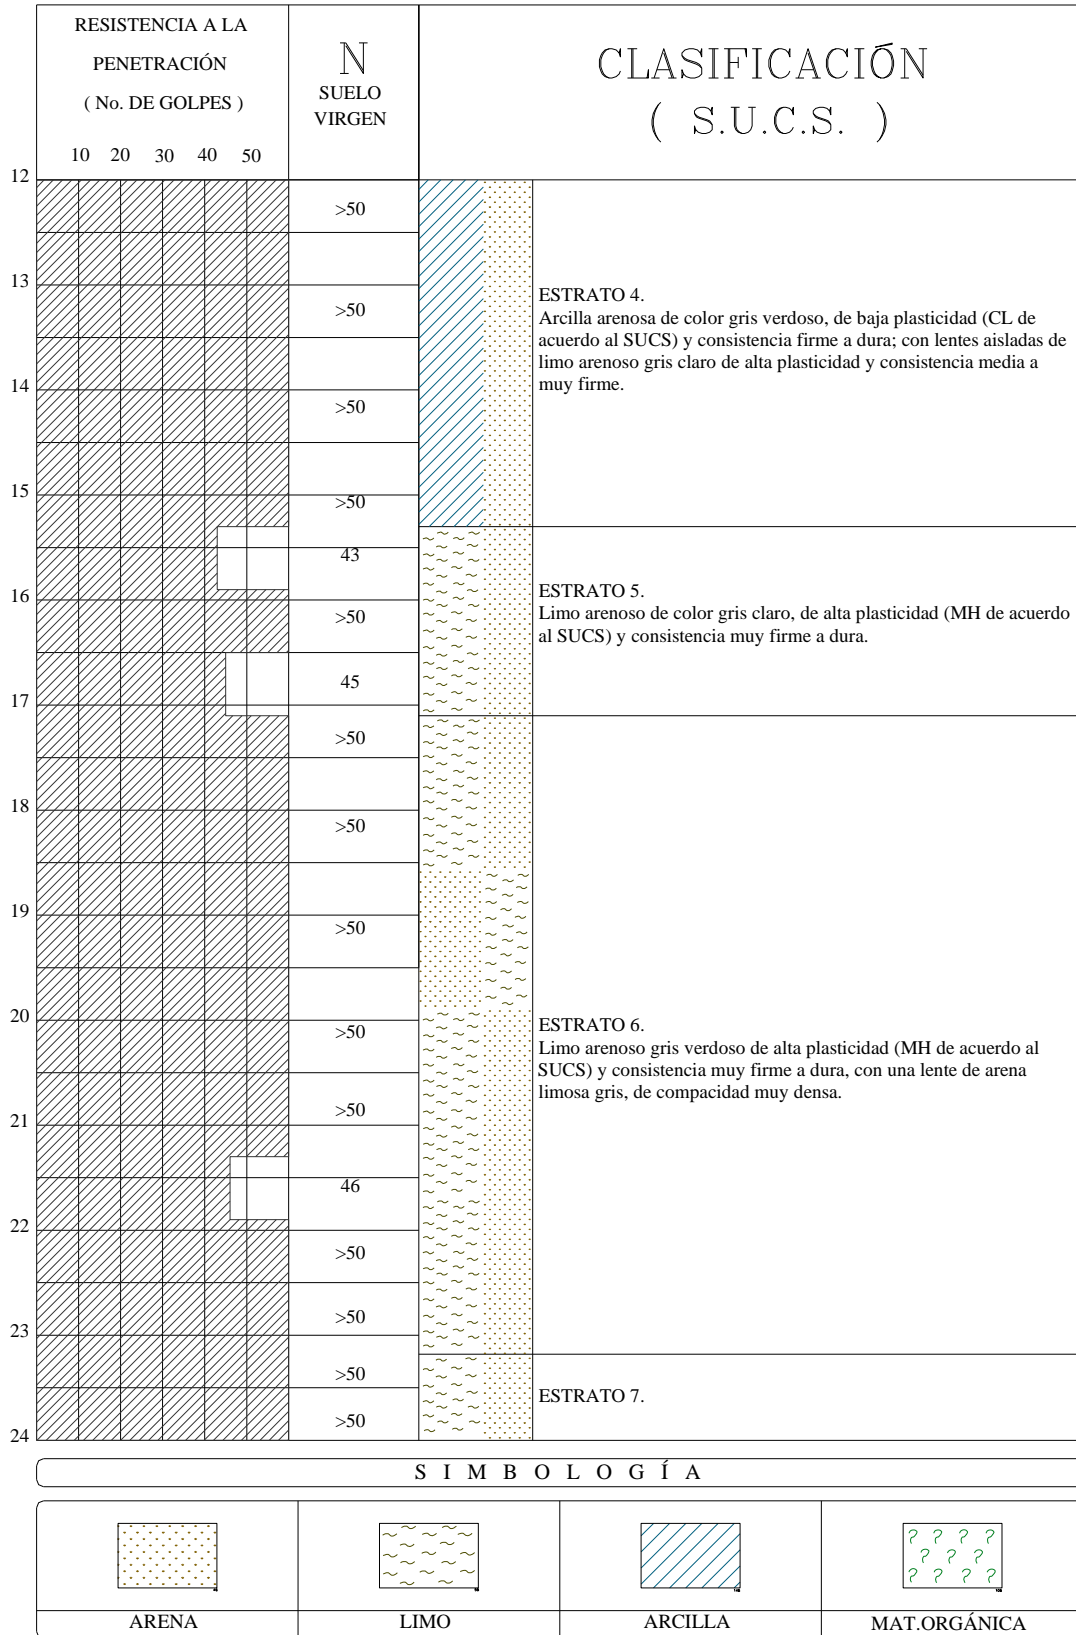 RESISTENCIA A LA
PENETRACIÓN
( No. DE GOLPES )
10 20 30 40 50
N
SUELO
VIRGEN
CLASIFICACIÓN
( S.U.C.S. )
12
>50
13
>50
14
>50
15
>50
43
16
>50
45
17
>50
18
>50
19
>50
20
>50
21
>50
46
22
>50
>50
23
>50
>50
24
ESTRATO 4.
Arcilla arenosa de color gris verdoso, de baja plasticidad (CL de
acuerdo al SUCS) y consistencia firme a dura; con lentes aisladas de
limo arenoso gris claro de alta plasticidad y consistencia media a
muy firme.
ESTRATO 5.
Limo arenoso de color gris claro, de alta plasticidad (MH de acuerdo
al SUCS) y consistencia muy firme a dura.
ESTRATO 6.
Limo arenoso gris verdoso de alta plasticidad (MH de acuerdo al
SUCS) y consistencia muy firme a dura, con una lente de arena
limosa gris, de compacidad muy densa.
ESTRATO 7.
SIMBOLOGÍA
ARENA
LIMO
ARCILLA
MAT.ORGÁNICA